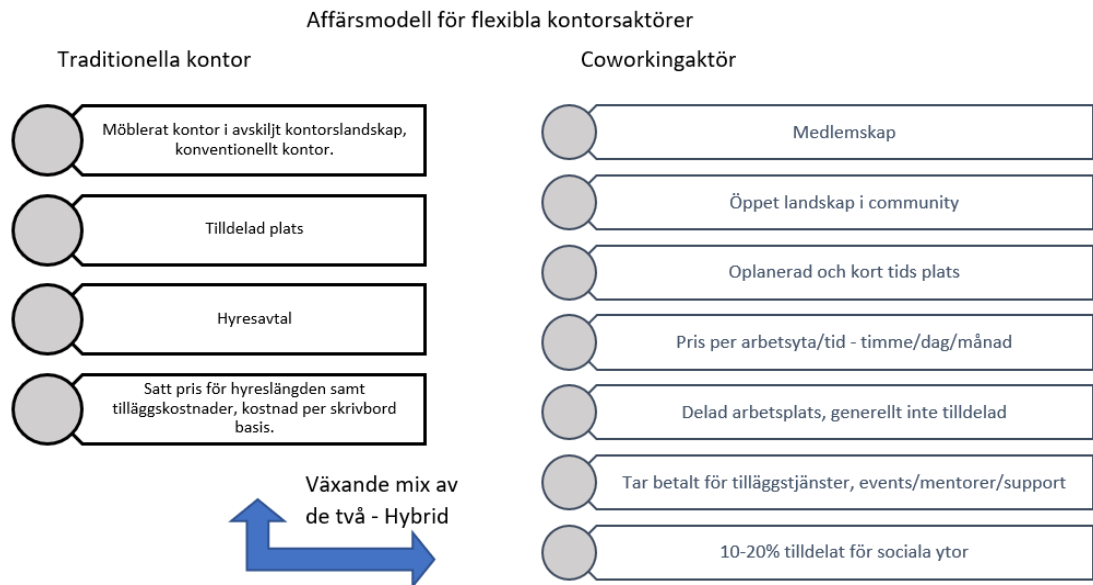 Affärsmodell för flexibla kontorsaktörer
Traditionella kontor
Möblerat kontor i avskiljt kontorslandskap,
konventionellt kontor.
Tilldelad plats
Hyresavtal
Satt pris för hyreslängden samt
tilläggskostnader, kostnad per skrivbord
basis.
Växande mix av
de två - Hybrid
Coworkingaktör
Medlemskap
Öppet landskap i community
Oplanerad och kort tids plats
Pris per arbetsyta/tid - timme/dag/månad
Delad arbetsplats, generellt inte tilldelad
Tar betalt för tilläggstjänster, events/mentorer/support
10-20% tilldelat för sociala ytor